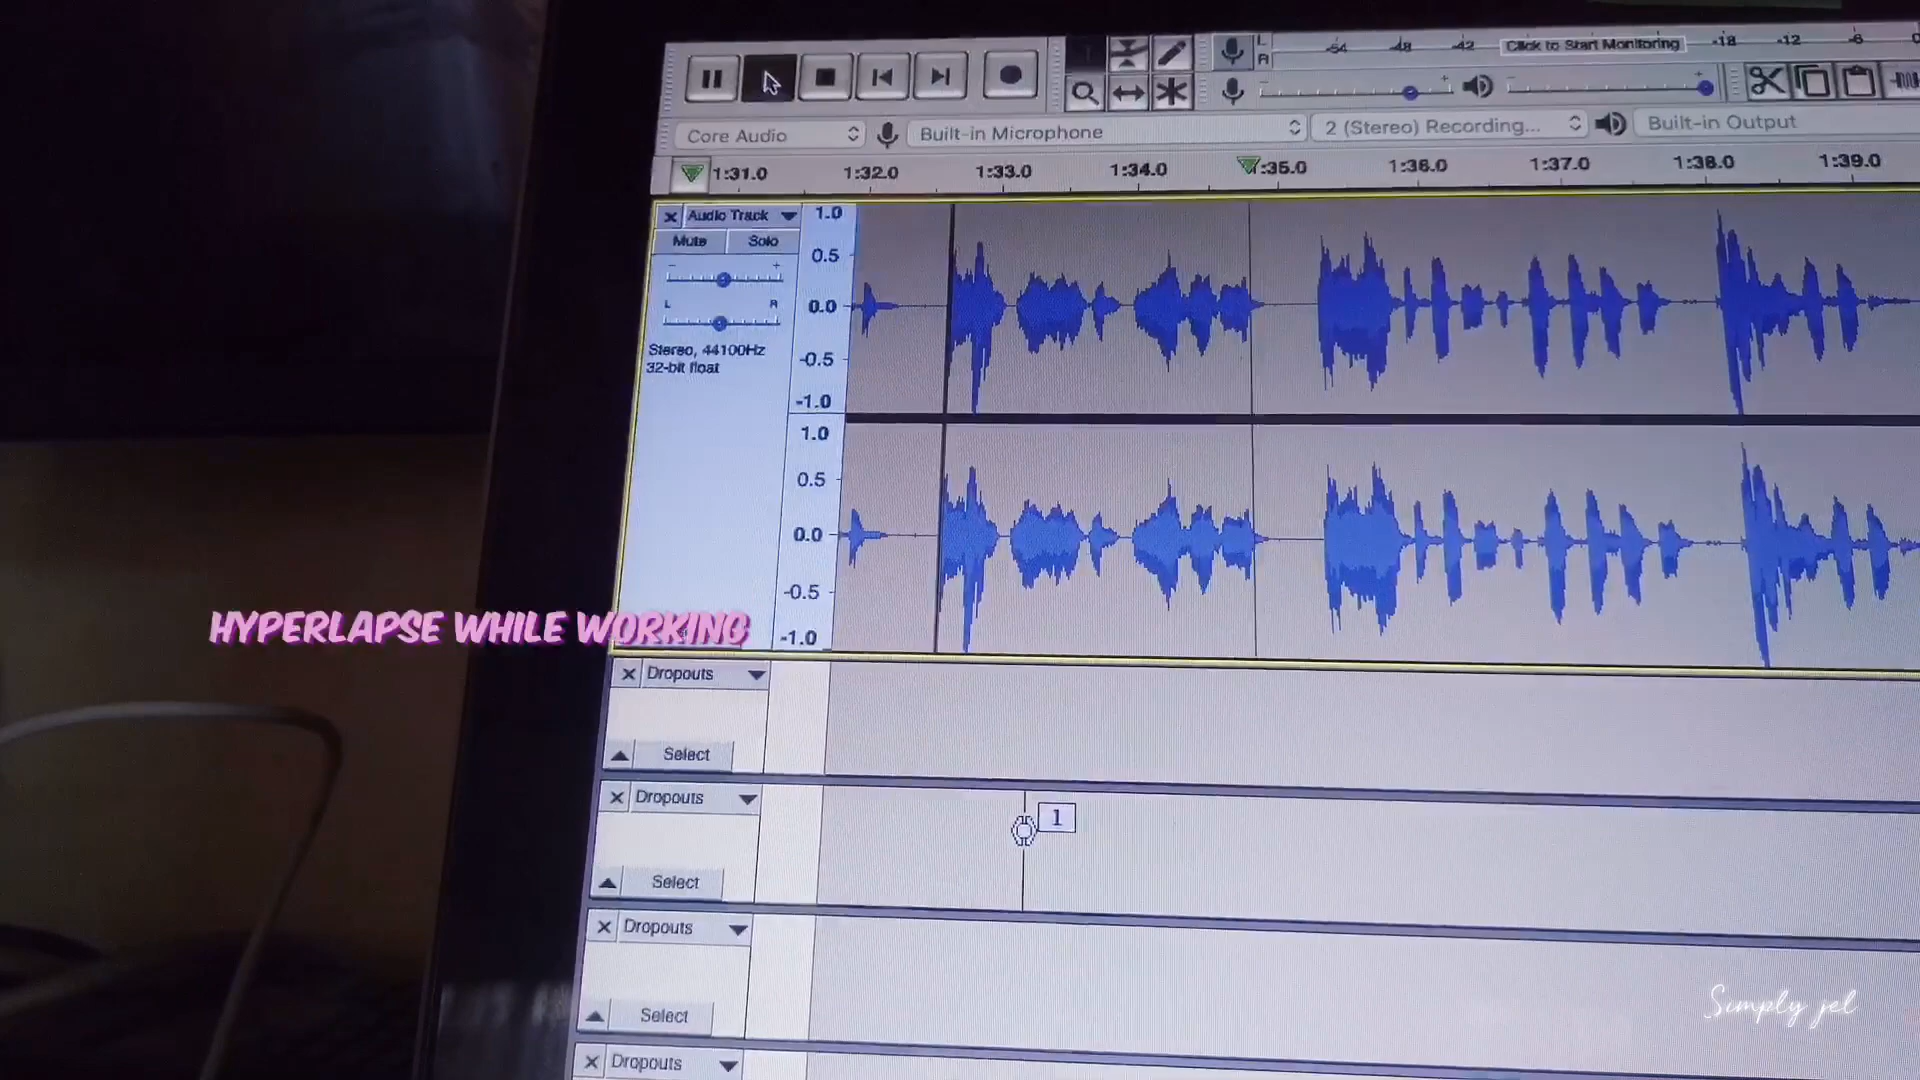 L
R
-54 -48 -42 Click to Start Monitoring -18 -12 -6 0
- + - +
Core Audio Built-in Microphone 2 (Stereo) Recording... Built-in Output
1:31.0 1:32.0 1:33.0 1:34.0 1:35.0 1:36.0 1:37.0 1:38.0 1:39.0
× Audio Track 1.0
Mute Solo
- + 0.5
L R 0.0
Stereo, 44100Hz -0.5
32-bit float
-1.0
1.0
0.5
0.0
-0.5
HYPERLAPSE WHILE WORKING -1.0
× Dropouts
Select
× Dropouts 1
Select
× Dropouts
Select
Simply jel
× Dropouts